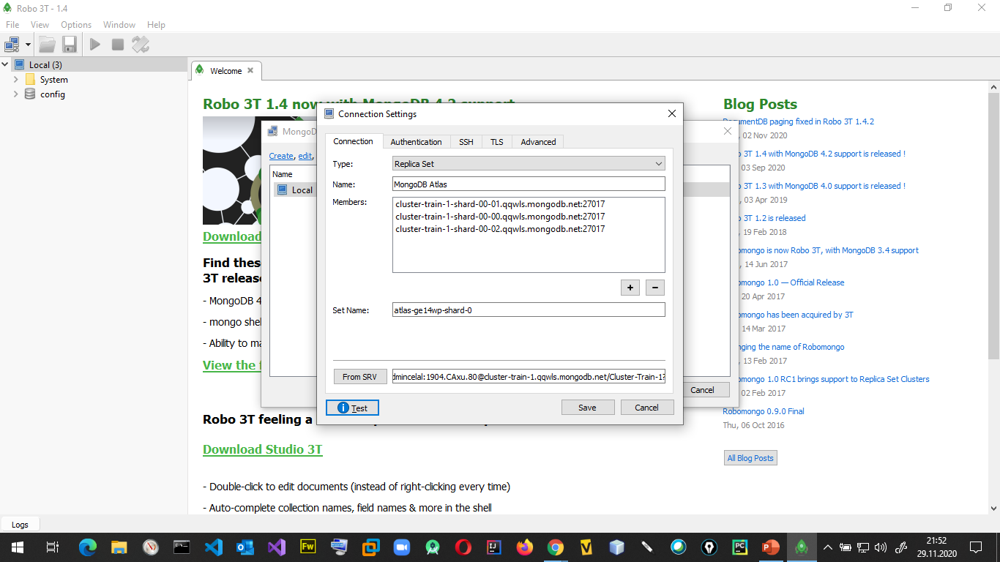 Robo 3T - 1.4
File View Options Window Help
Local (3)
System
config
Welcome
Robo 3T 1.4 now with MongoDB 4.2 support
Download
Find these
3T releas
- MongoDB 4
- mongo shel
- Ability to ma
View the f
Robo 3T feeling a
Download Studio 3T
- Double-click to edit documents (instead of right-clicking every time)
- Auto-complete collection names, field names & more in the shell
MongoD
Create, edit,
Name
Local
Cancel
Connection Settings
Connection Authentication SSH TLS Advanced
Type: Replica Set
Name: MongoDB Atlas
Members:
cluster-train-1-shard-00-01.qqwls.mongodb.net:27017
cluster-train-1-shard-00-00.qqwls.mongodb.net:27017
cluster-train-1-shard-00-02.qqwls.mongodb.net:27017
+ −
Set Name: atlas-ge14wp-shard-0
From SRV dmincelal:1904.CAxu.80@cluster-train-1.qqwls.mongodb.net/Cluster-Train-1?
Test Save Cancel
Blog Posts
DocumentDB paging fixed in Robo 3T 1.4.2
, 02 Nov 2020
3T 1.4 with MongoDB 4.2 support is released !
, 03 Sep 2020
3T 1.3 with MongoDB 4.0 support is released !
, 03 Apr 2019
3T 1.2 is released
, 19 Feb 2018
omongo is now Robo 3T, with MongoDB 3.4 support
, 14 Jun 2017
omongo 1.0 — Official Release
20 Apr 2017
omongo has been acquired by 3T
14 Mar 2017
nging the name of Robomongo
, 13 Feb 2017
omongo 1.0 RC1 brings support to Replica Set Clusters
, 02 Feb 2017
Robomongo 0.9.0 Final
Thu, 06 Oct 2016
All Blog Posts
Logs
21:52
29.11.2020